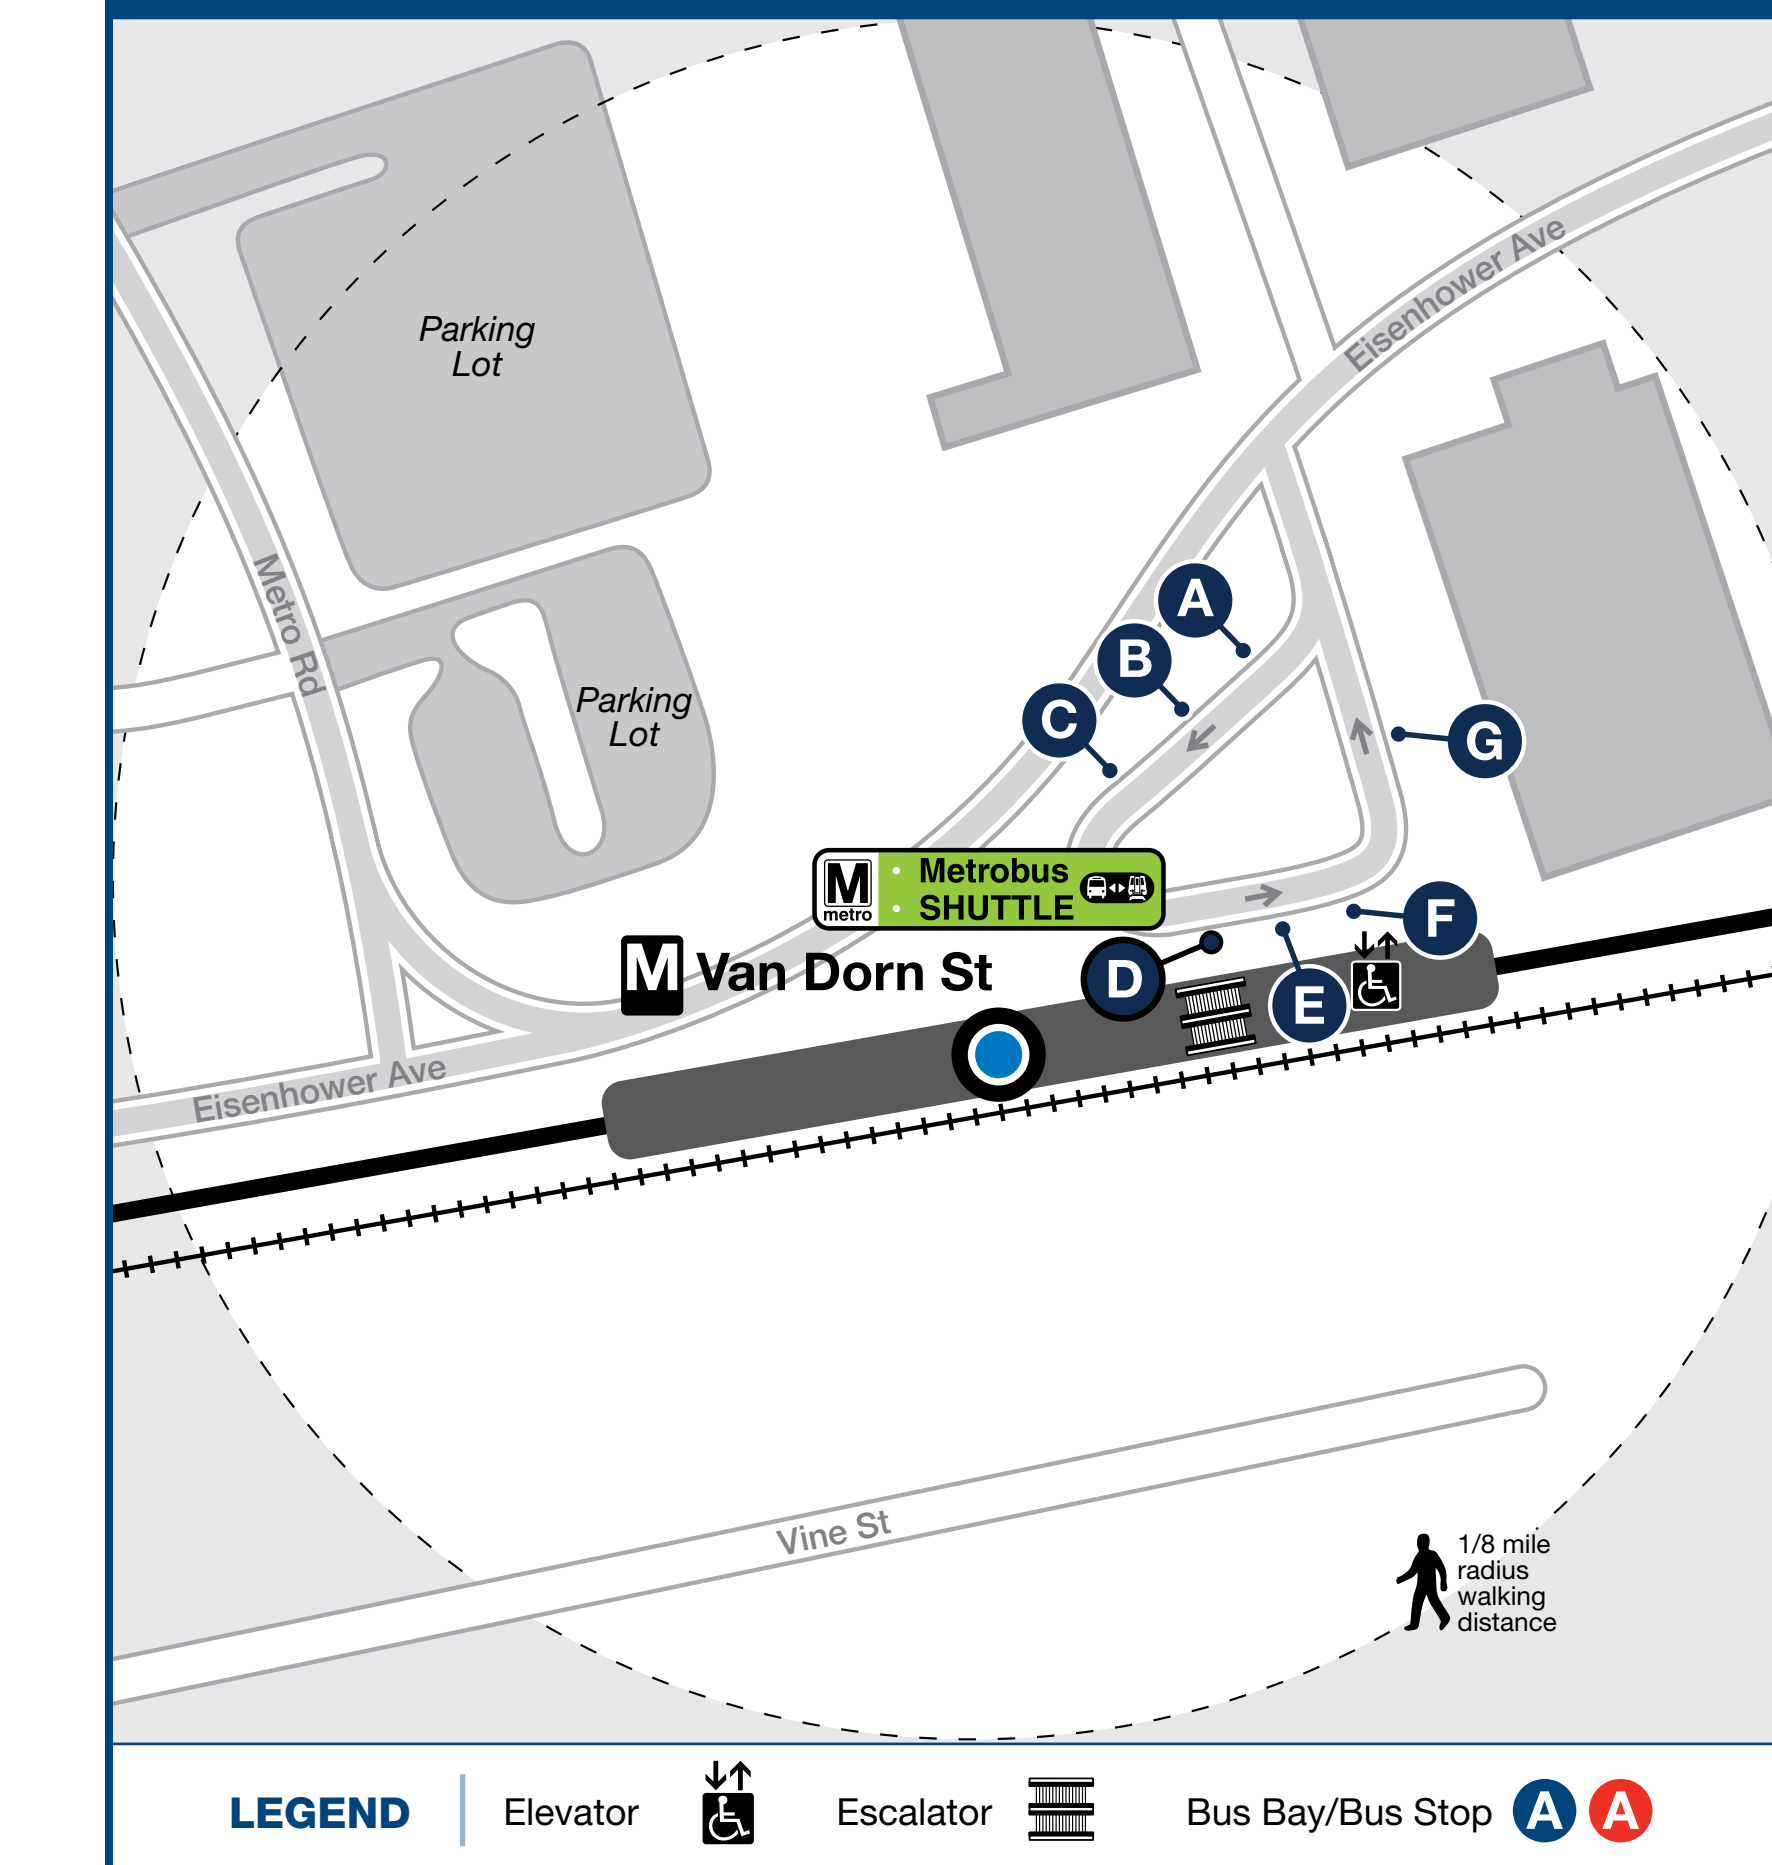 Eisenhower Ave
Parking
Lot
Metro Rd
A
B
Parking
Lot
C
G
M
metro
• Metrobus
• SHUTTLE
F
M Van Dorn St
D
E
Eisenhower Ave
Vine St
1/8 mile
radius
walking
distance
LEGEND
Elevator
Escalator
Bus Bay/Bus Stop A A